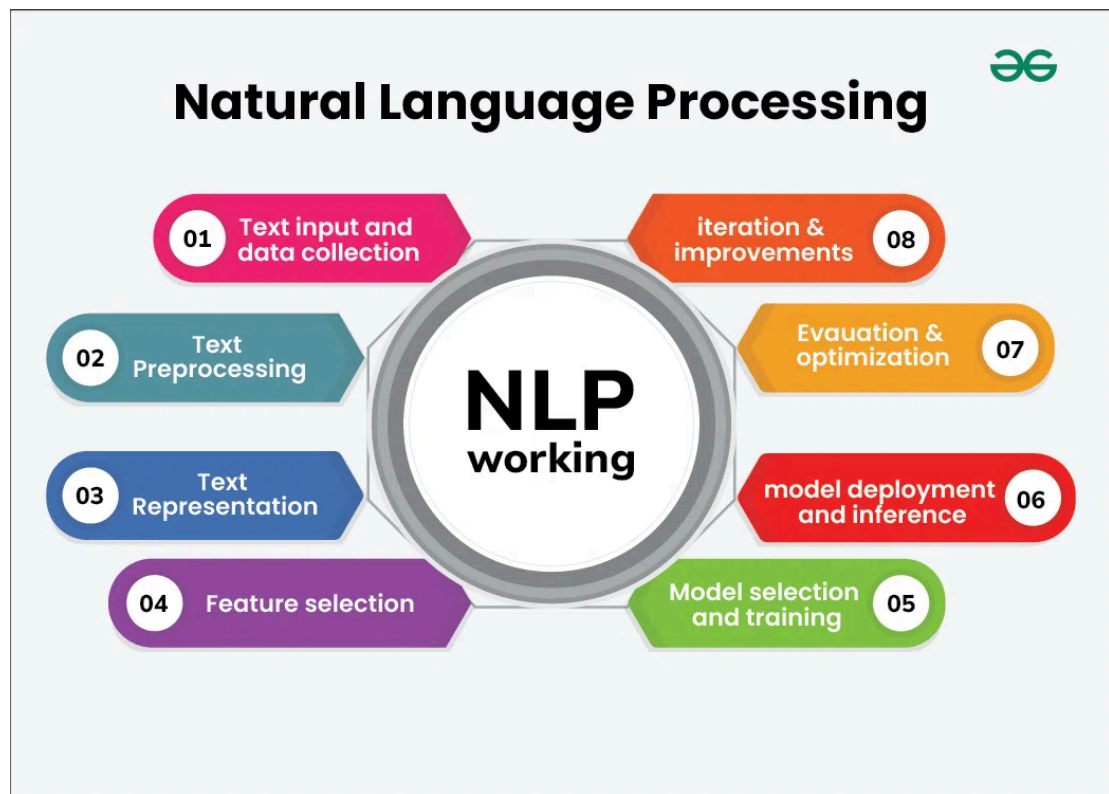 Natural Language Processing
01
Text input and
data collection
02
Text
Preprocessing
03
Text
Representation
04
Feature selection
NLP
working
iteration &
improvements
08
Evauation &
optimization
07
model deployment
and inference
06
Model selection
and training
05